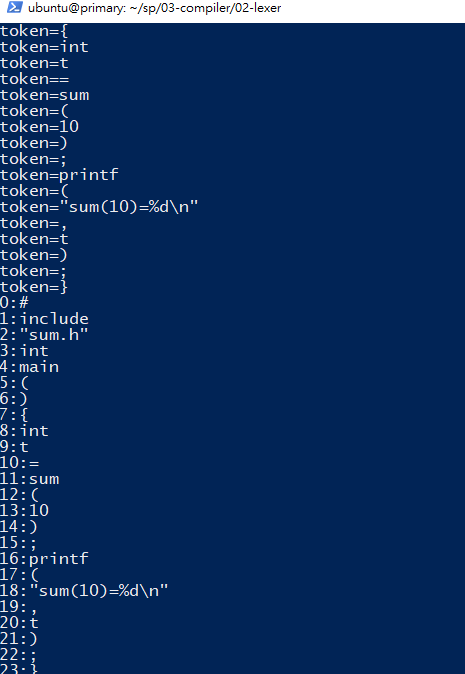 ubuntu@primary: ~/sp/03-compiler/02-lexer
token={
token=int
token=t
token==
token=sum
token=(
token=10
token=)
token=;
token=printf
token=(
token="sum(10)=%d\n"
token=,
token=t
token=)
token=;
token=}
0:#
1:include
2:"sum.h"
3:int
4:main
5:(
6:)
7:{
8:int
9:t
10:=
11:sum
12:(
13:10
14:)
15:;
16:printf
17:(
18:"sum(10)=%d\n"
19:,
20:t
21:)
22:;
23:}